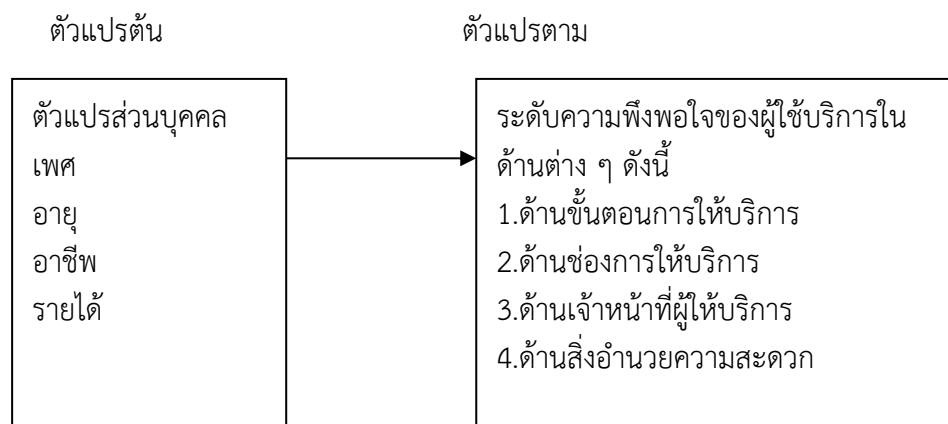 ตัวแปรต้น
ตัวแปรตาม
ตัวแปรส่วนบุคคล
เพศ
อายุ
อาชีพ
รายได้
ระดับความพึงพอใจของผู้ใช้บริการใน
ด้านต่าง ๆ ดังนี้
1.ด้านขั้นตอนการให้บริการ
2.ด้านช่องการให้บริการ
3.ด้านเจ้าหน้าที่ผู้ให้บริการ
4.ด้านสิ่งอำนวยความสะดวก